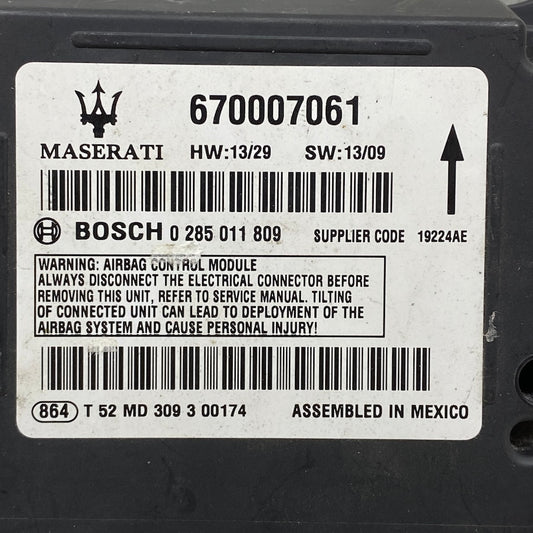 670007061
MASERATI HW:13/29 SW:13/09
BOSCH 0 285 011 809 SUPPLIER CODE 19224AE
WARNING: AIRBAG CONTROL MODULE
ALWAYS DISCONNECT THE ELECTRICAL CONNECTOR BEFORE
REMOVING THIS UNIT, REFER TO SERVICE MANUAL. TILTING
OF CONNECTED UNIT CAN LEAD TO DEPLOYMENT OF THE
AIRBAG SYSTEM AND CAUSE PERSONAL INJURY!
864 T 52 MD 309 3 00174 ASSEMBLED IN MEXICO